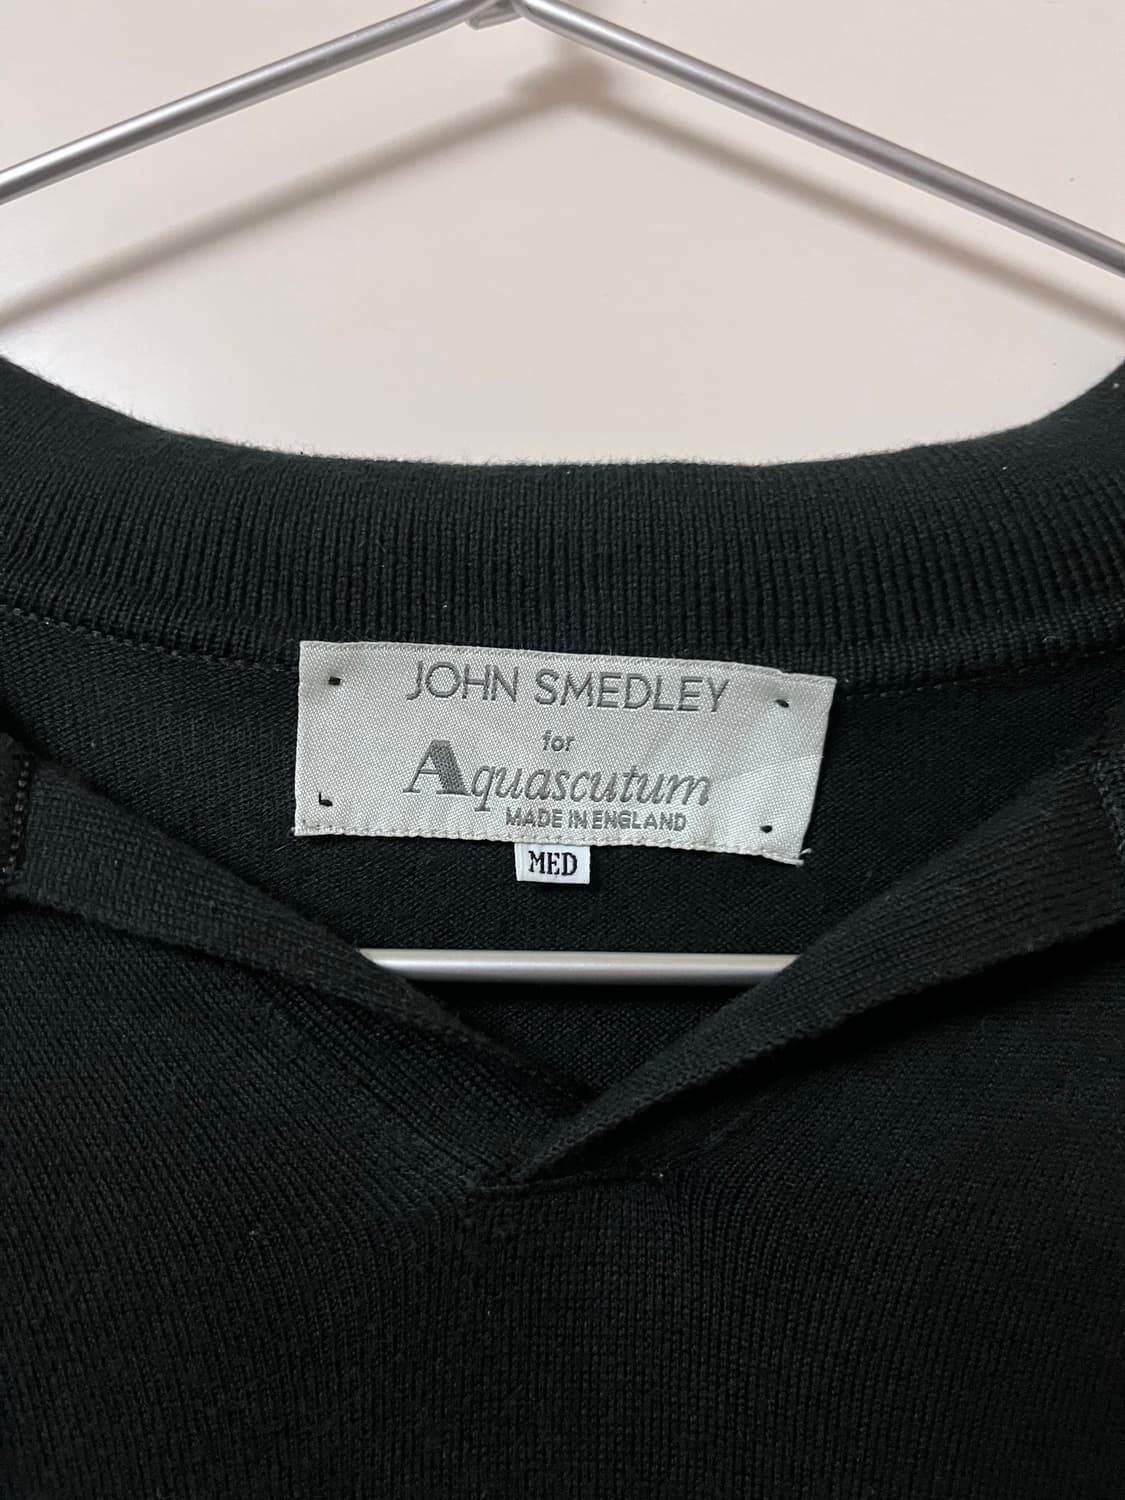 JOHN SMEDLEY
for
Aquascutum
MADE IN ENGLAND
MED